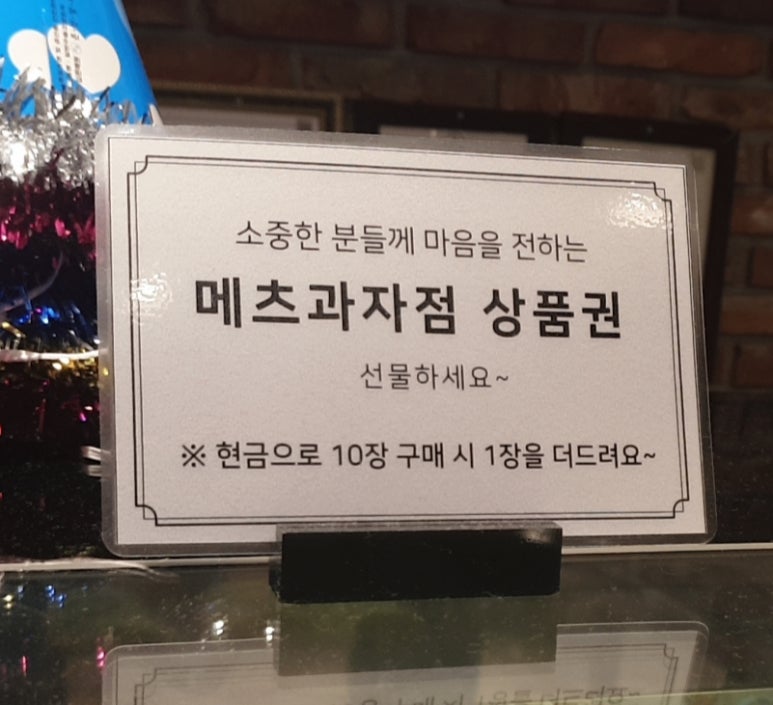 소중한 분들께 마음을 전하는
메츠과자점 상품권
선물하세요~
※ 현금으로 10장 구매 시 1장을 더드려요~